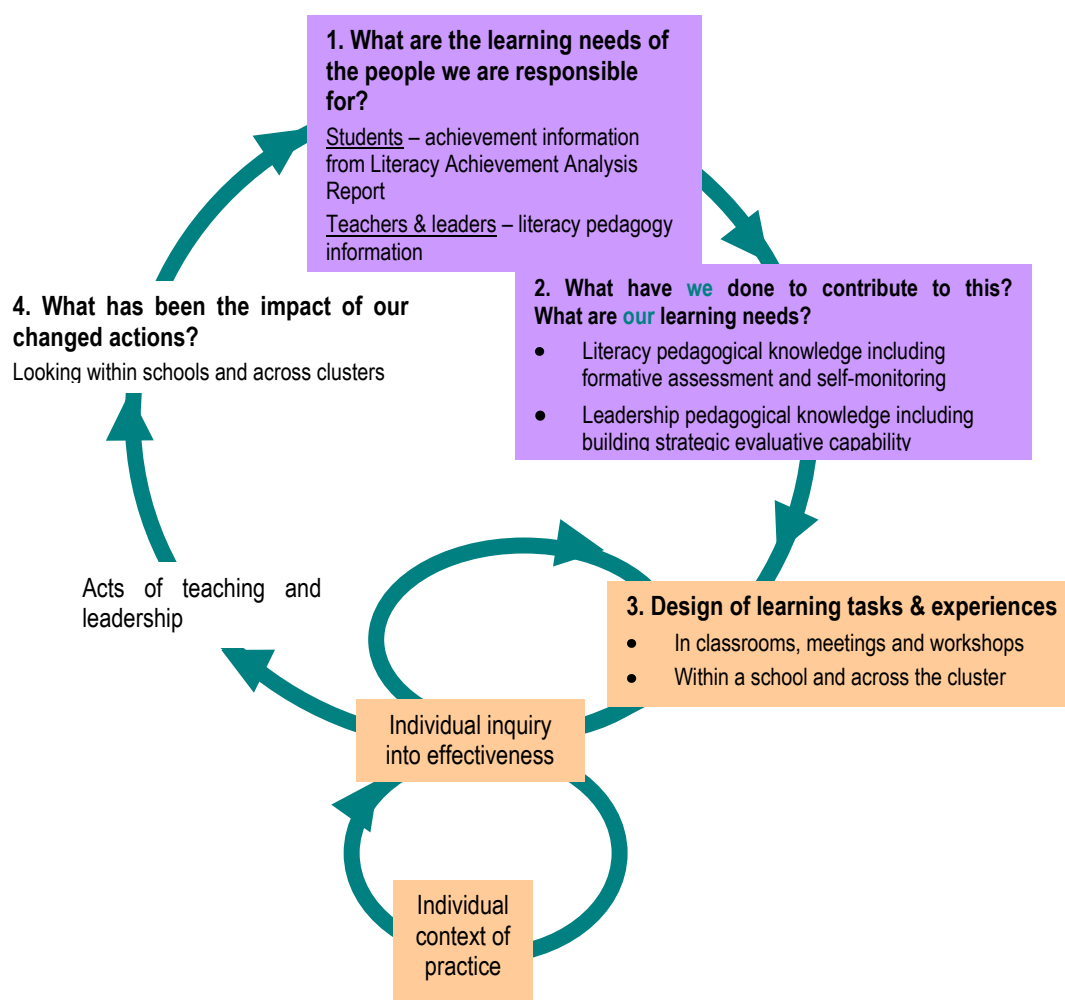 1. What are the learning needs of
the people we are responsible
for?
Students – achievement information
from Literacy Achievement Analysis
Report
Teachers & leaders – literacy pedagogy
information
2. What have we done to contribute to this?
What are our learning needs?
• Literacy pedagogical knowledge including
formative assessment and self-monitoring
• Leadership pedagogical knowledge including
building strategic evaluative capability
3. Design of learning tasks & experiences
• In classrooms, meetings and workshops
• Within a school and across the cluster
Individual inquiry
into effectiveness
Individual
context of
practice
Acts of teaching and
leadership
4. What has been the impact of our
changed actions?
Looking within schools and across clusters